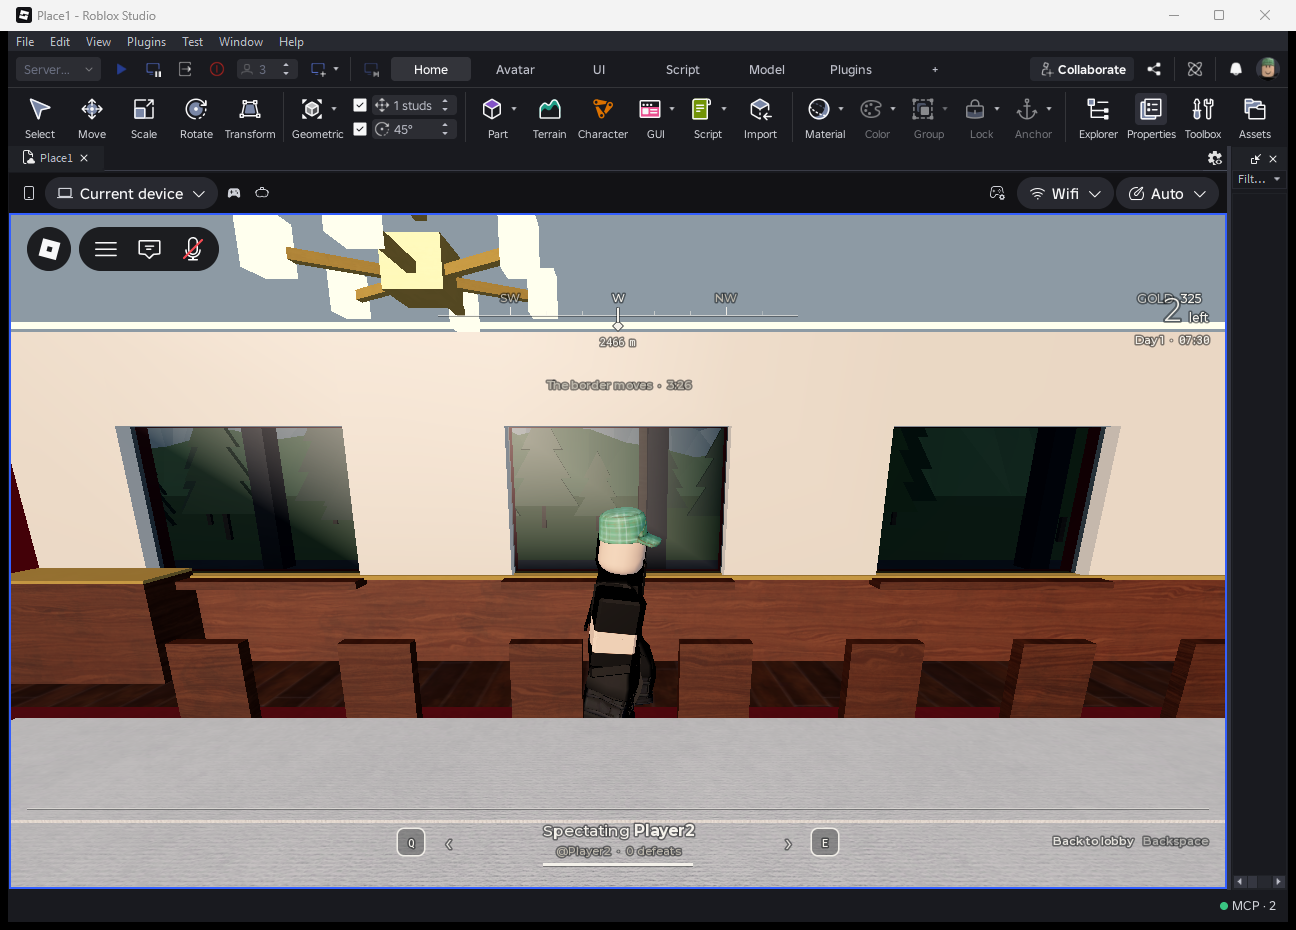 Place1 - Roblox Studio
File Edit View Plugins Test Window Help
Server... 3 Home Avatar UI Script Model Plugins + Collaborate
1 studs
45°
Select Move Scale Rotate Transform Geometric Part Terrain Character GUI Script Import Material Color Group Lock Anchor Explorer Properties Toolbox Assets
Place1
Filt...
Current device Wifi Auto
SW W NW
GOLD 325
2 left
2466 m
Day1 · 07:30
The border moves · 3:26
Q ‹ Spectating Player2 › E
@Player2 · 0 defeats
Back to lobby Backspace
MCP · 2